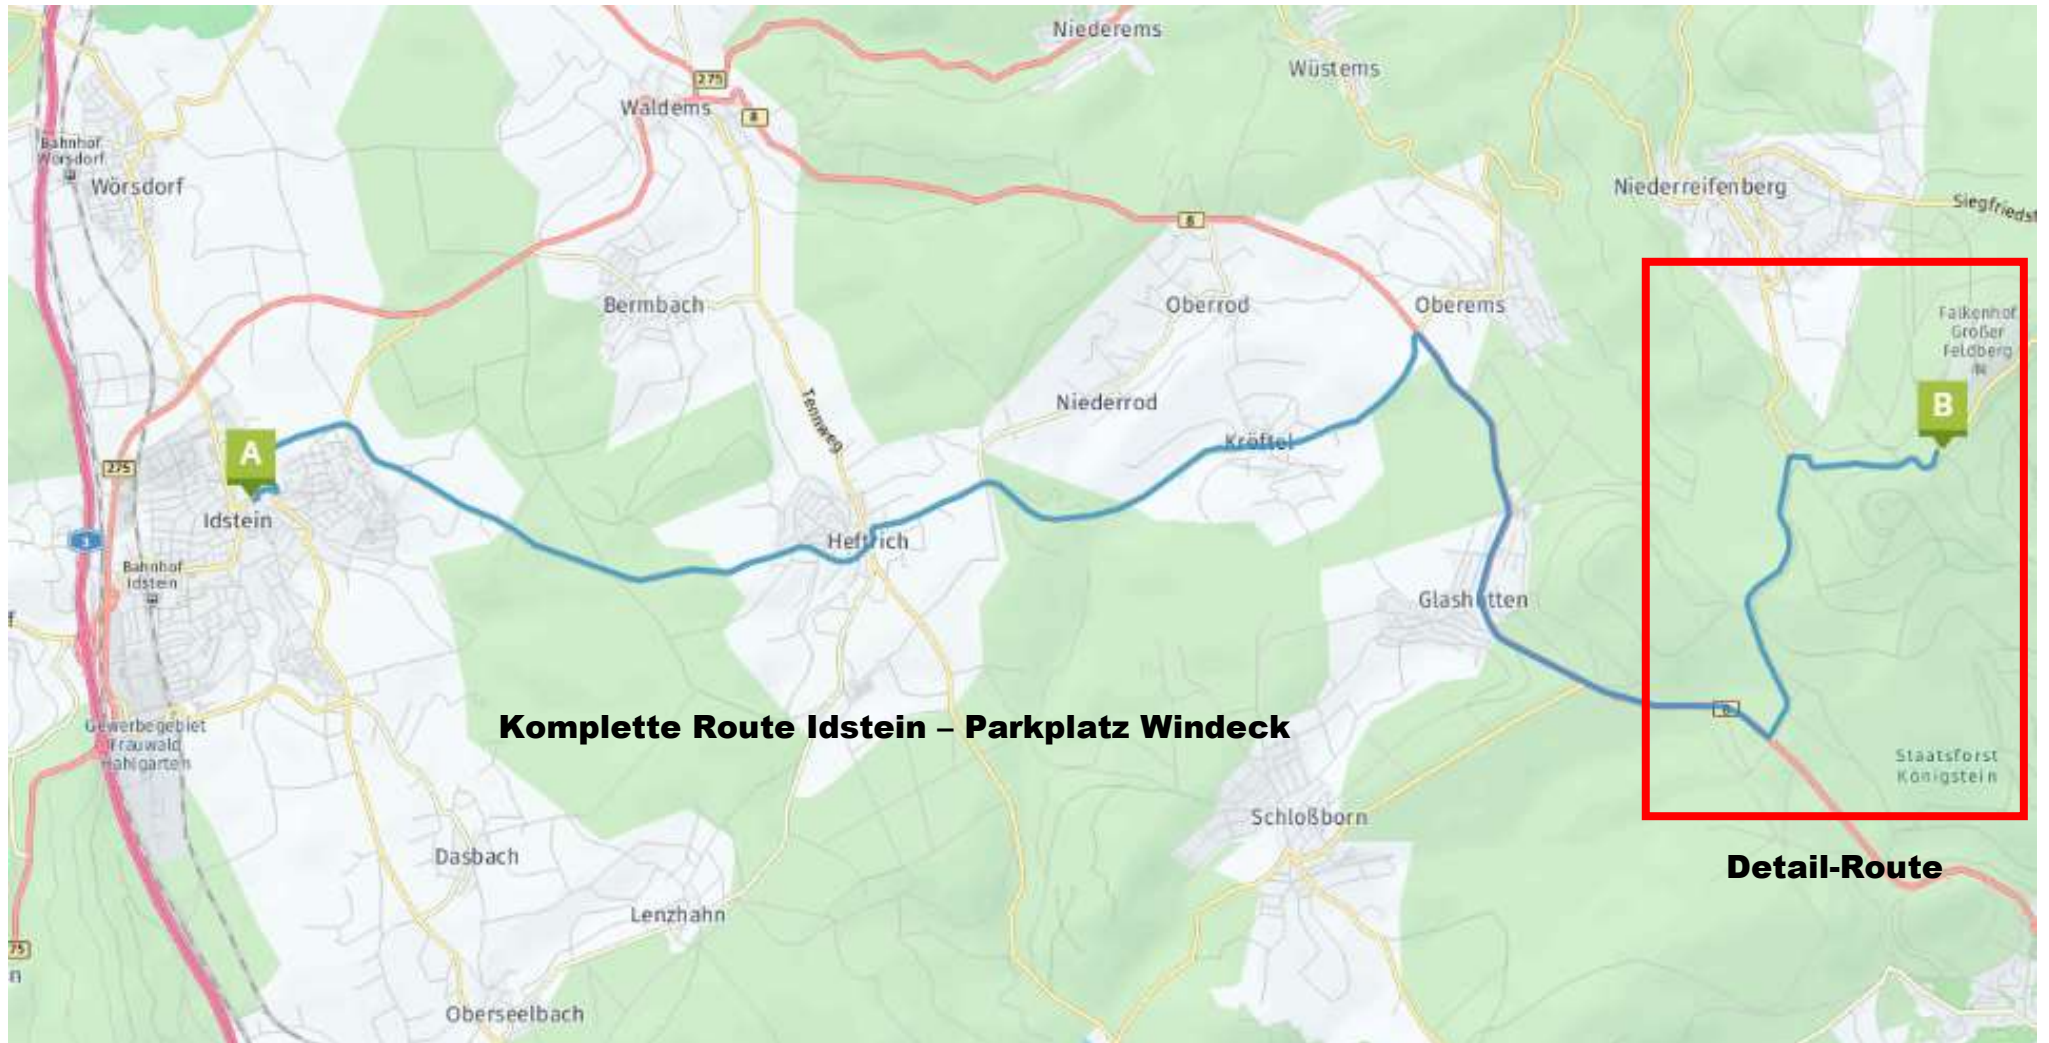 Niederems
Wüstems
275
Waldems
8
Bahnhof
Wörsdorf
Wörsdorf
Niederreifenberg
8
Bermbach
Oberrod
Oberems
Falkenhof
Großer
Feldberg
Tennweg
Niederrod
B
A
Kröftel
275
Idstein
3
Heftrich
Bahnhof
Idstein
Glashütten
Komplette Route Idstein – Parkplatz Windeck
8
Gewerbegebiet
Frauwald
Staatsforst
Königstein
Schloßborn
Dasbach
Detail-Route
Lenzhahn
75
n
Oberseelbach